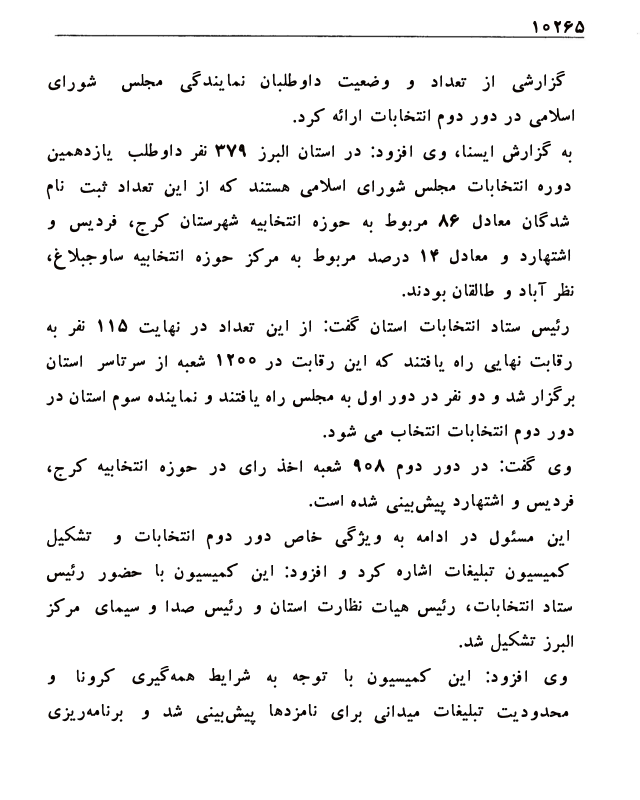 ۱۰۲۶۵
گزارشی از تعداد و وضعیت داوطلبان نمایندگی مجلس شورای
اسلامی در دور دوم انتخابات ارائه کرد.
به گزارش ایسنا، وی افزود: در استان البرز ۳۷۹ نفر داوطلب یازدهمین
دوره انتخابات مجلس شورای اسلامی هستند که از این تعداد ثبت نام
شدگان معادل ۸۶ مربوط به حوزه انتخابیه شهرستان کرج، فردیس و
اشتهارد و معادل ۱۴ درصد مربوط به مرکز حوزه انتخابیه ساوجبلاغ،
نظر آباد و طالقان بودند.
رئیس ستاد انتخابات استان گفت: از این تعداد در نهایت ۱۱۵ نفر به
رقابت نهایی راه یافتند که این رقابت در ۱۲۰۰ شعبه از سرتاسر استان
برگزار شد و دو نفر در دور اول به مجلس راه یافتند و نماینده سوم استان در
دور دوم انتخابات انتخاب می شود.
وی گفت: در دور دوم ۹۰۸ شعبه اخذ رای در حوزه انتخابیه کرج،
فردیس و اشتهارد پیش‌بینی شده است.
این مسئول در ادامه به ویژگی خاص دور دوم انتخابات و تشکیل
کمیسیون تبلیغات اشاره کرد و افزود: این کمیسیون با حضور رئیس
ستاد انتخابات، رئیس هیات نظارت استان و رئیس صدا و سیمای مرکز
البرز تشکیل شد.
وی افزود: این کمیسیون با توجه به شرایط همه‌گیری کرونا و
محدودیت تبلیغات میدانی برای نامزدها پیش‌بینی شد و برنامه‌ریزی